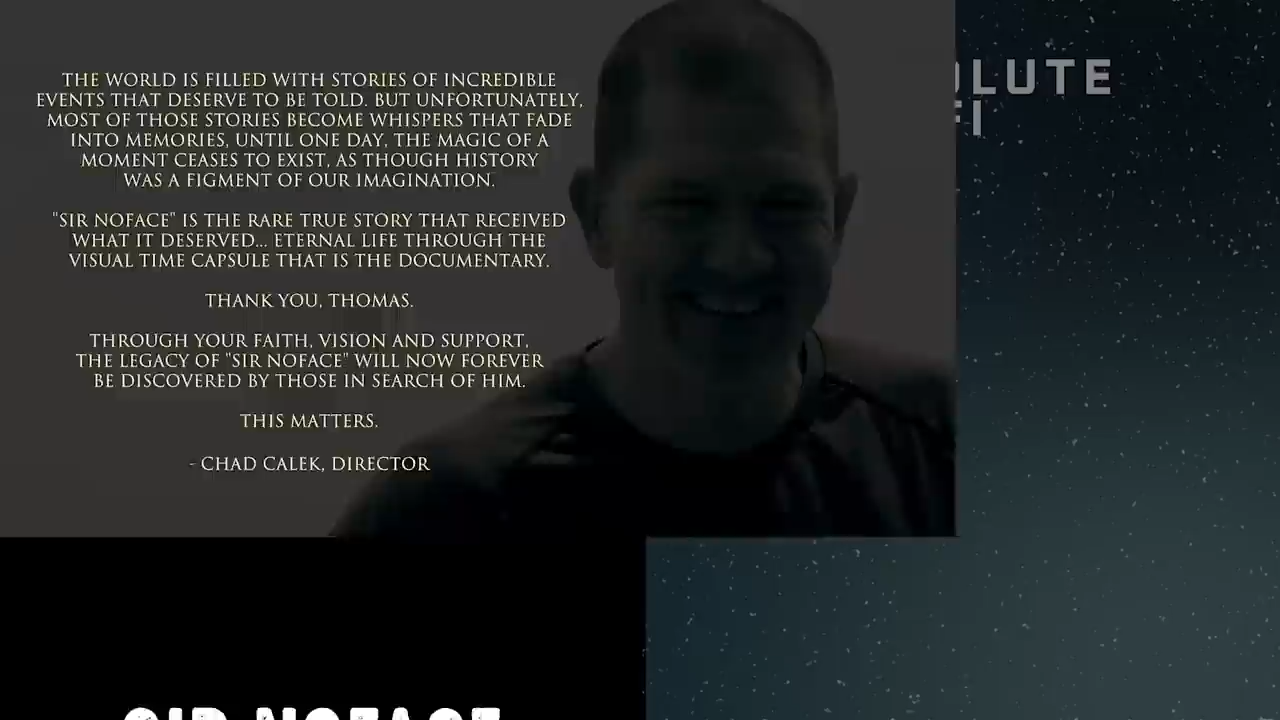 THE WORLD IS FILLED WITH STORIES OF INCREDIBLE
EVENTS THAT DESERVE TO BE TOLD. BUT UNFORTUNATELY,
MOST OF THOSE STORIES BECOME WHISPERS THAT FADE
INTO MEMORIES, UNTIL ONE DAY, THE MAGIC OF A
MOMENT CEASES TO EXIST, AS THOUGH HISTORY
WAS A FIGMENT OF OUR IMAGINATION.
"SIR NOFACE" IS THE RARE TRUE STORY THAT RECEIVED
WHAT IT DESERVED... ETERNAL LIFE THROUGH THE
VISUAL TIME CAPSULE THAT IS THE DOCUMENTARY.
THANK YOU, THOMAS.
THROUGH YOUR FAITH, VISION AND SUPPORT,
THE LEGACY OF "SIR NOFACE" WILL NOW FOREVER
BE DISCOVERED BY THOSE IN SEARCH OF HIM.
THIS MATTERS.
- CHAD CALEK, DIRECTOR
SIR NOFACE